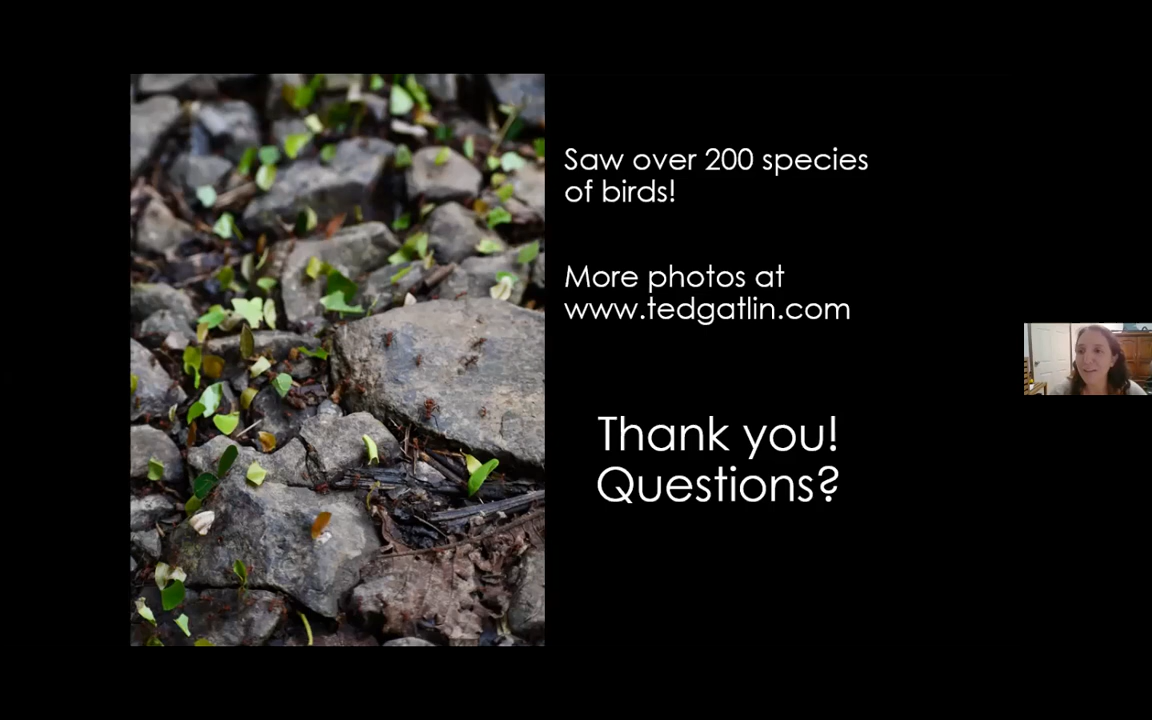 Saw over 200 species
of birds!
More photos at
www.tedgatlin.com
Thank you!
Questions?